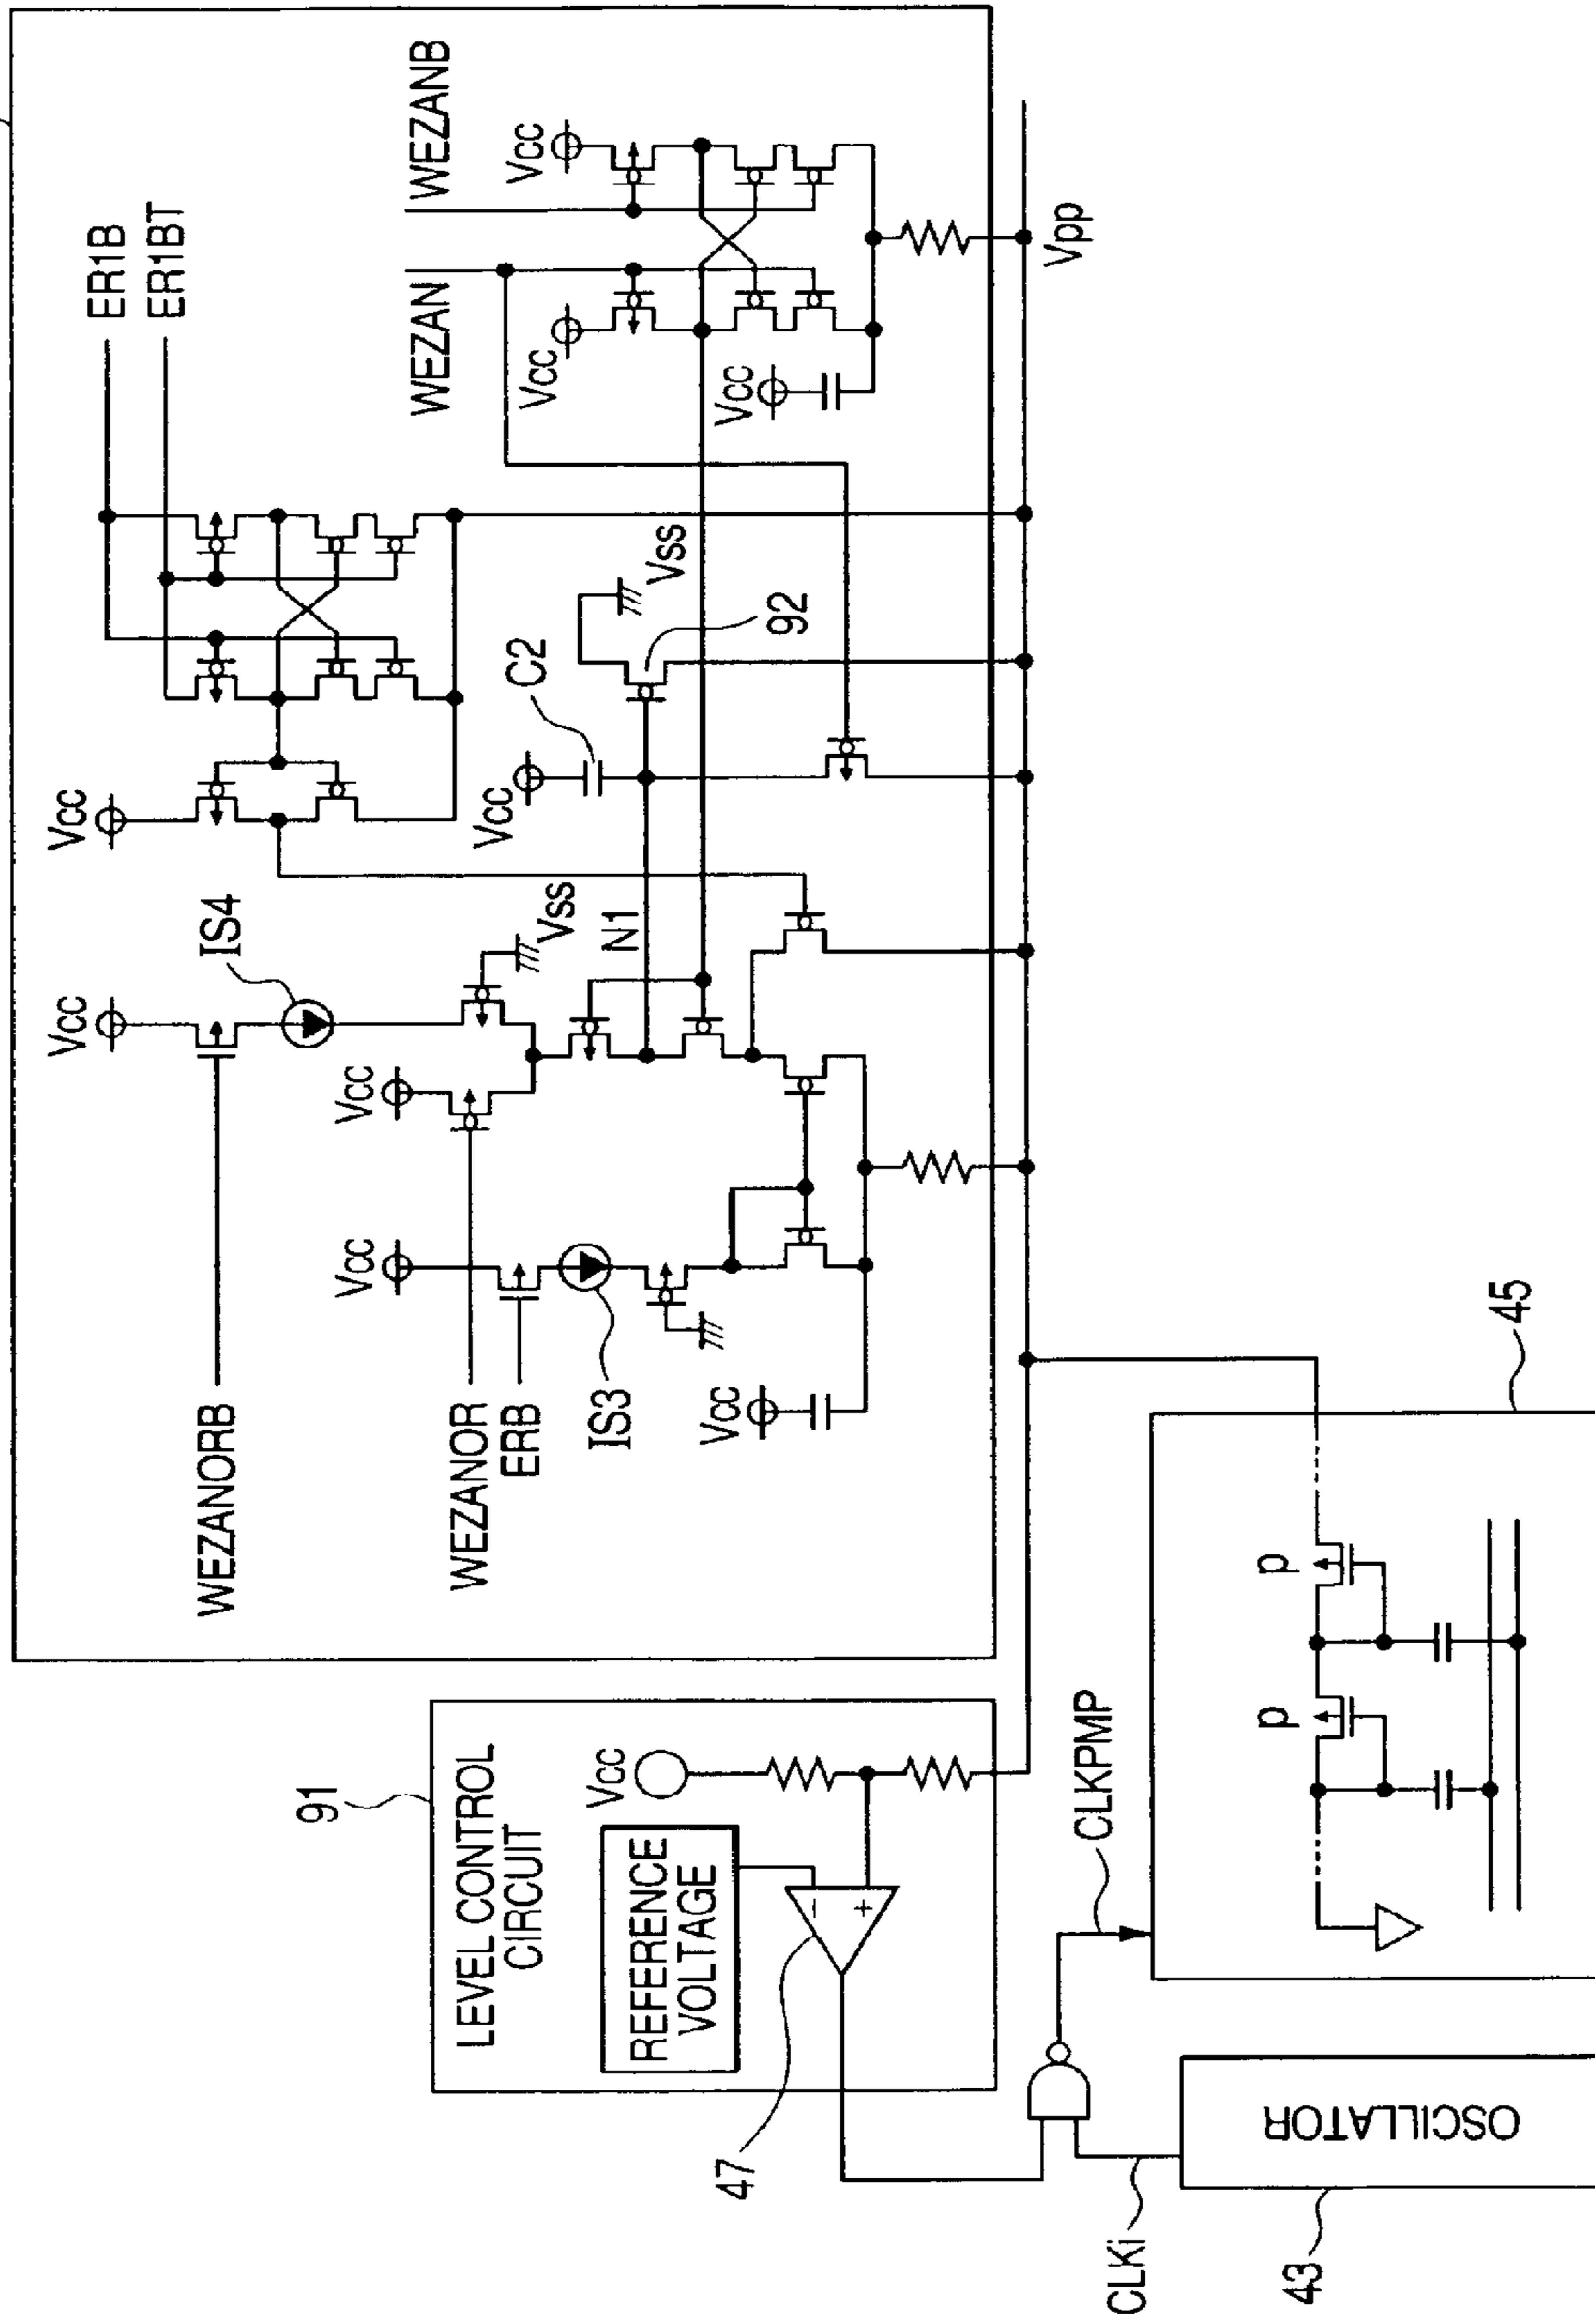 WEZANORB
WEZANOR
ERB
Vcc
IS4
Vcc
Vcc
IS3
Vcc
Vss
N1
Vcc
ER1B
ER1BT
Vcc
C2
Vss
92
WEZAN
WEZANB
Vcc
Vcc
Vcc
Vpp
91
LEVEL CONTROL
CIRCUIT
REFERENCE
VOLTAGE
Vcc
-
+
47
CLKPMP
45
p
p
CLKi
43
OSCILLATOR